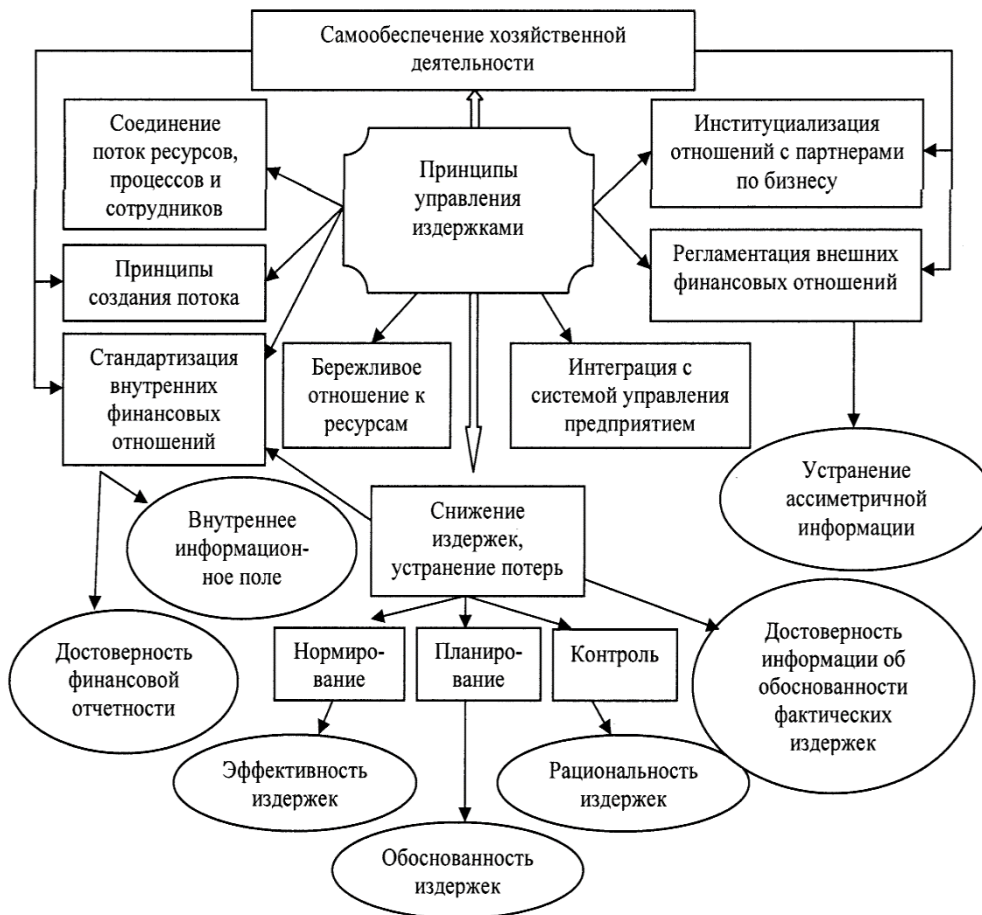 Самообеспечение хозяйственной
деятельности
Соединение
поток ресурсов,
процессов и
сотрудников
Принципы
управления
издержками
Институциализация
отношений с партнерами
по бизнесу
Принципы
создания потока
Регламентация внешних
финансовых отношений
Стандартизация
внутренних
финансовых
отношений
Бережливое
отношение к
ресурсам
Интеграция с
системой управления
предприятием
Устранение
ассиметричной
информации
Внутреннее
информацион-
ное поле
Снижение
издержек,
устранение потерь
Достоверность
финансовой
отчетности
Нормиро-
вание
Планиро-
вание
Контроль
Достоверность
информации об
обоснованности
фактических
издержек
Эффективность
издержек
Рациональность
издержек
Обоснованность
издержек